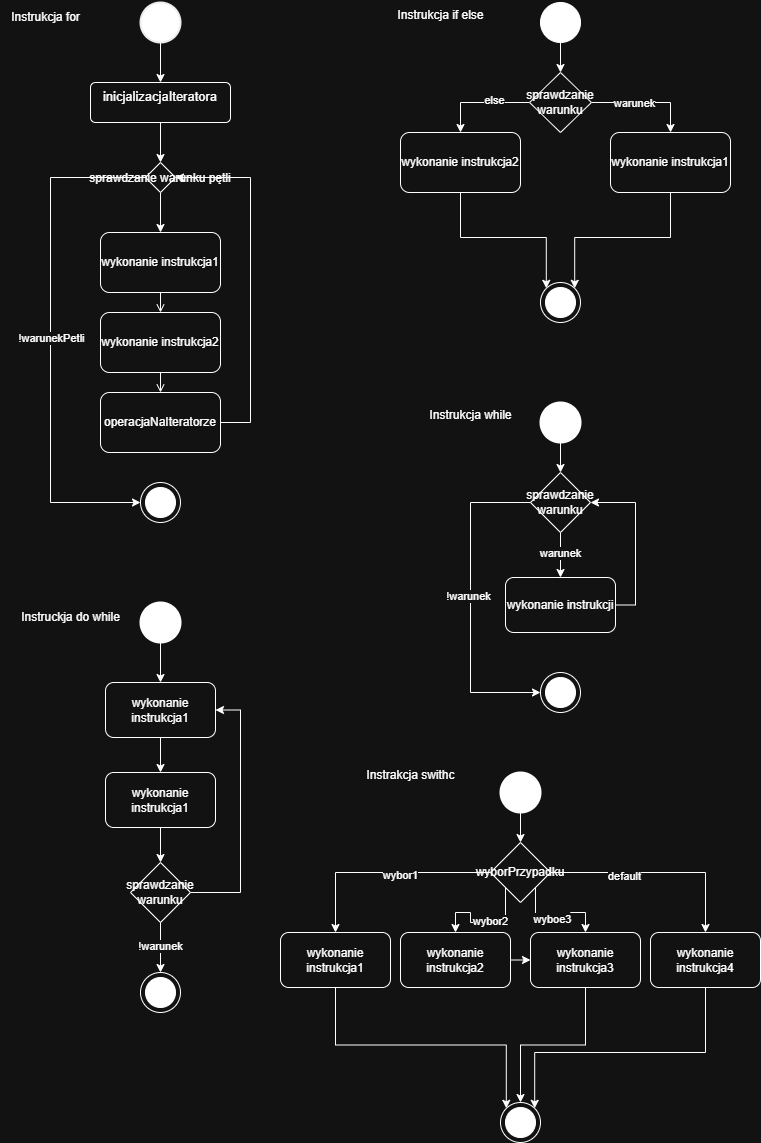 Instrukcja for
inicjalizacjaIteratora
sprawdzanie warunku pętli
wykonanie instrukcja1
!warunekPetli
wykonanie instrukcja2
operacjaNaIteratorze
Instrukcja if else
sprawdzanie
warunku
else
warunek
wykonanie instrukcja2
wykonanie instrukcja1
Instrukcja while
sprawdzanie
warunku
warunek
!warunek
wykonanie instrukcji
Instruckja do while
wykonanie
instrukcja1
wykonanie
instrukcja1
sprawdzanie
warunku
!warunek
Instrakcja swithc
wyborPrzypadku
wybor1
default
wybor2
wyboe3
wykonanie
instrukcja1
wykonanie
instrukcja2
wykonanie
instrukcja3
wykonanie
instrukcja4